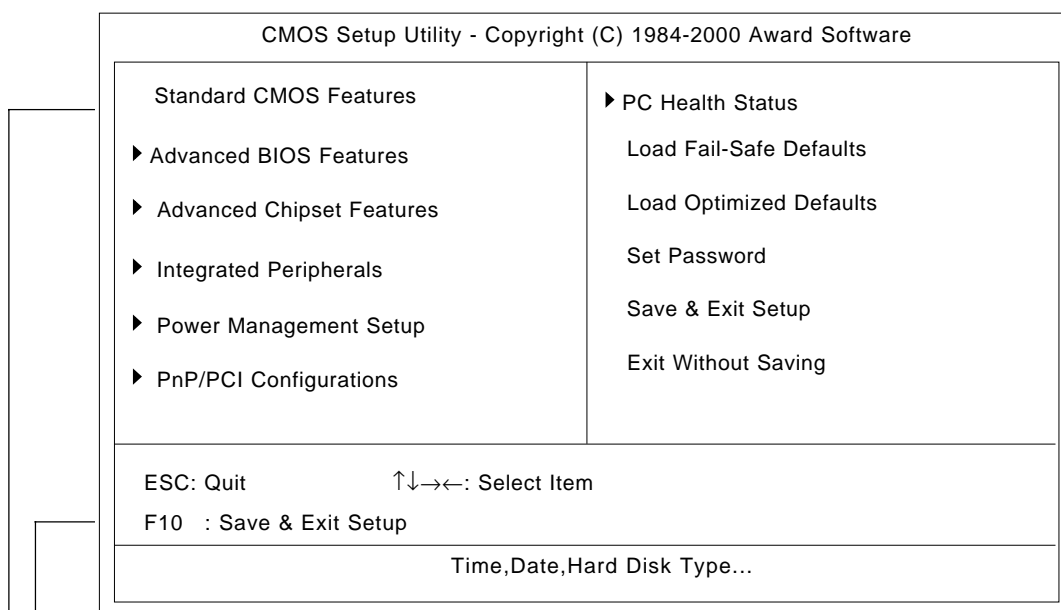 CMOS Setup Utility - Copyright (C) 1984-2000 Award Software
Standard CMOS Features
Advanced BIOS Features
Advanced Chipset Features
Integrated Peripherals
Power Management Setup
PnP/PCI Configurations
PC Health Status
Load Fail-Safe Defaults
Load Optimized Defaults
Set Password
Save & Exit Setup
Exit Without Saving
ESC: Quit ↑↓→←: Select Item
F10 : Save & Exit Setup
Time,Date,Hard Disk Type...